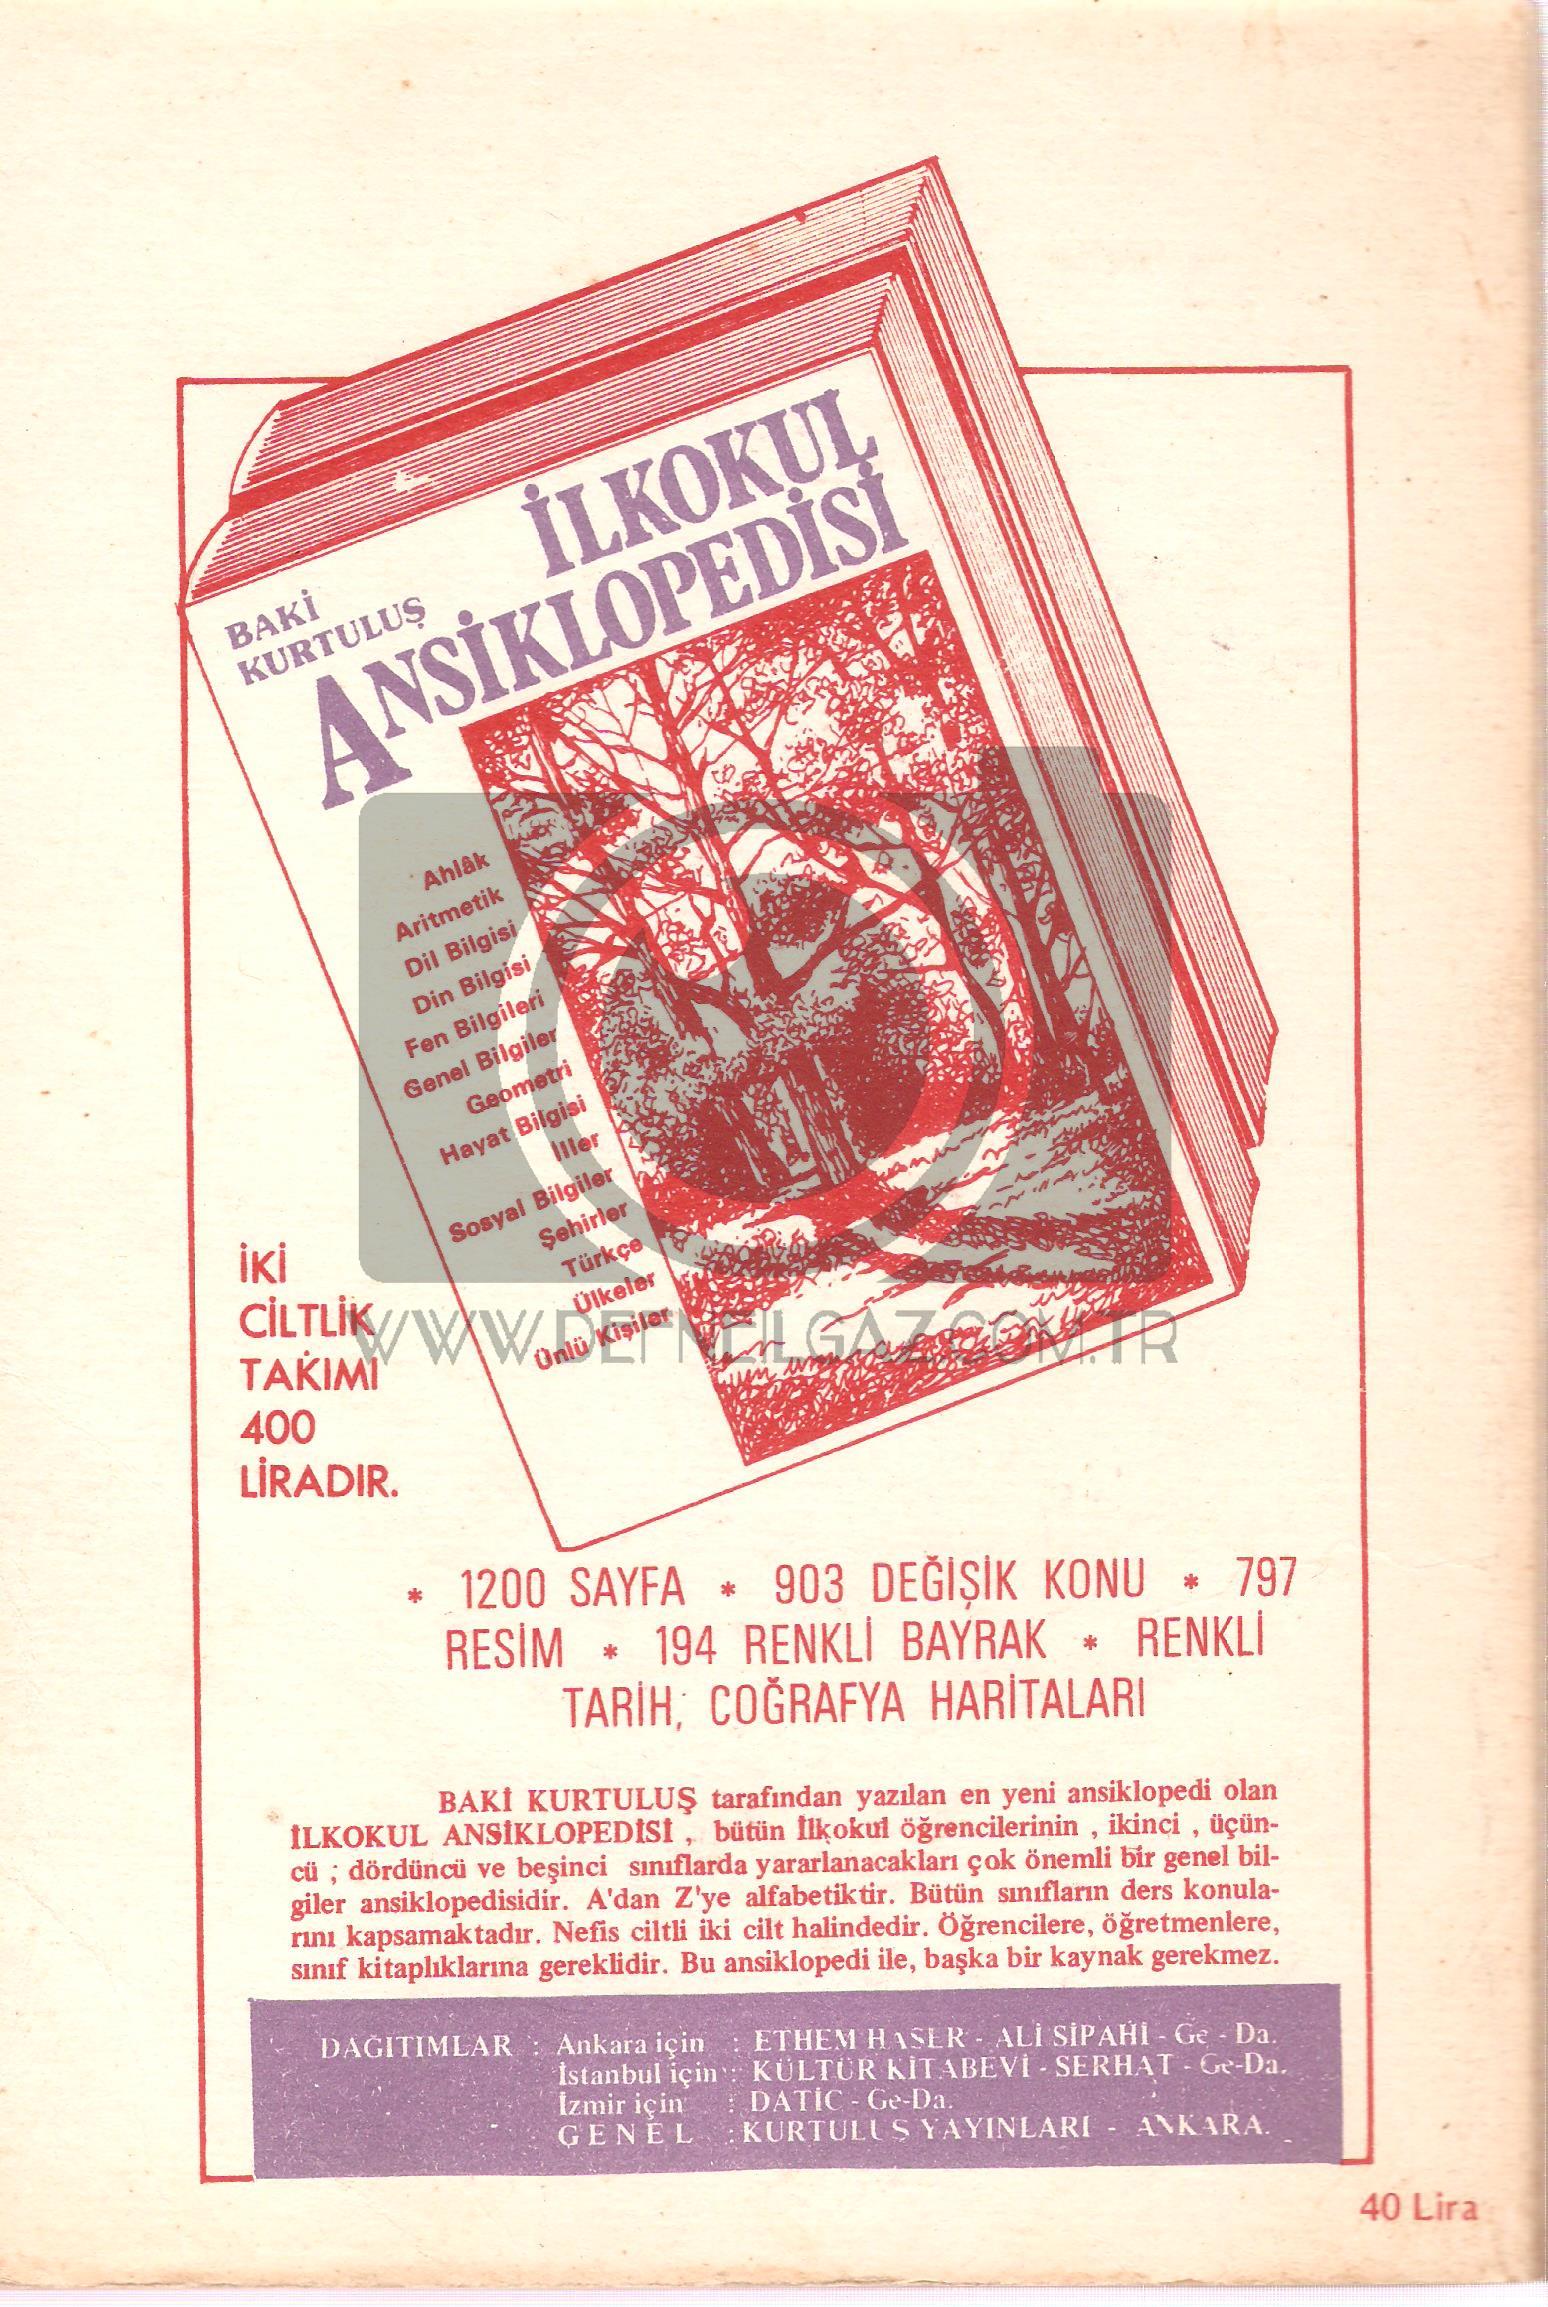 İLKOKUL
ANSİKLOPEDİSİ
BAKİ
KURTULUŞ
Ahlâk
Aritmetik
Dil Bilgisi
Din Bilgisi
Fen Bilgileri
Genel Bilgiler
Geometri
Hayat Bilgisi
İller
Sosyal Bilgiler
Şehirler
Türkçe
Ülkeler
Ünlü Kişiler
WWW.DEFNEILGAZ.COM.TR
İKİ
CİLTLİK
TAKIMI
400
LİRADIR.
* 1200 SAYFA * 903 DEĞİŞİK KONU * 797
RESİM * 194 RENKLİ BAYRAK * RENKLİ
TARİH, COĞRAFYA HARİTALARI
BAKİ KURTULUŞ tarafından yazılan en yeni ansiklopedi olan
İLKOKUL ANSİKLOPEDİSİ , bütün İlkokul öğrencilerinin , ikinci , üçün-
cü ; dördüncü ve beşinci sınıflarda yararlanacakları çok önemli bir genel bil-
giler ansiklopedisidir. A'dan Z'ye alfabetiktir. Bütün sınıfların ders konula-
rını kapsamaktadır. Nefis ciltli iki cilt halindedir. Öğrencilere, öğretmenlere,
sınıf kitaplıklarına gereklidir. Bu ansiklopedi ile, başka bir kaynak gerekmez.
DAĞITIMLAR : Ankara için : ETHEM HASER - ALİ SİPAHİ - Ge - Da.
İstanbul için : KÜLTÜR KİTABEVİ - SERHAT - Ge-Da.
İzmir için : DATİC - Ge-Da.
GENEL : KURTULUŞ YAYINLARI - ANKARA.
40 Lira